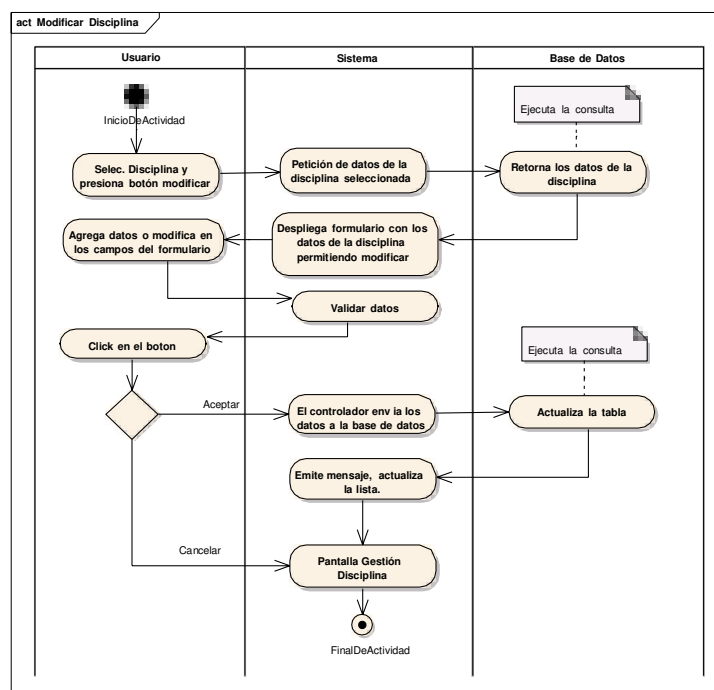 act Modificar Disciplina
Usuario
Sistema
Base de Datos
InicioDeActividad
Ejecuta la consulta
Selec. Disciplina y
presiona botón modificar
Petición de datos de la
disciplina seleccionada
Retorna los datos de la
disciplina
Agrega datos o modifica en
los campos del formulario
Despliega formulario con los
datos de la disciplina
permitiendo modificar
Validar datos
Click en el boton
Ejecuta la consulta
Aceptar
El controlador env ia los
datos a la base de datos
Actualiza la tabla
Emite mensaje, actualiza
la lista.
Cancelar
Pantalla Gestión
Disciplina
FinalDeActividad